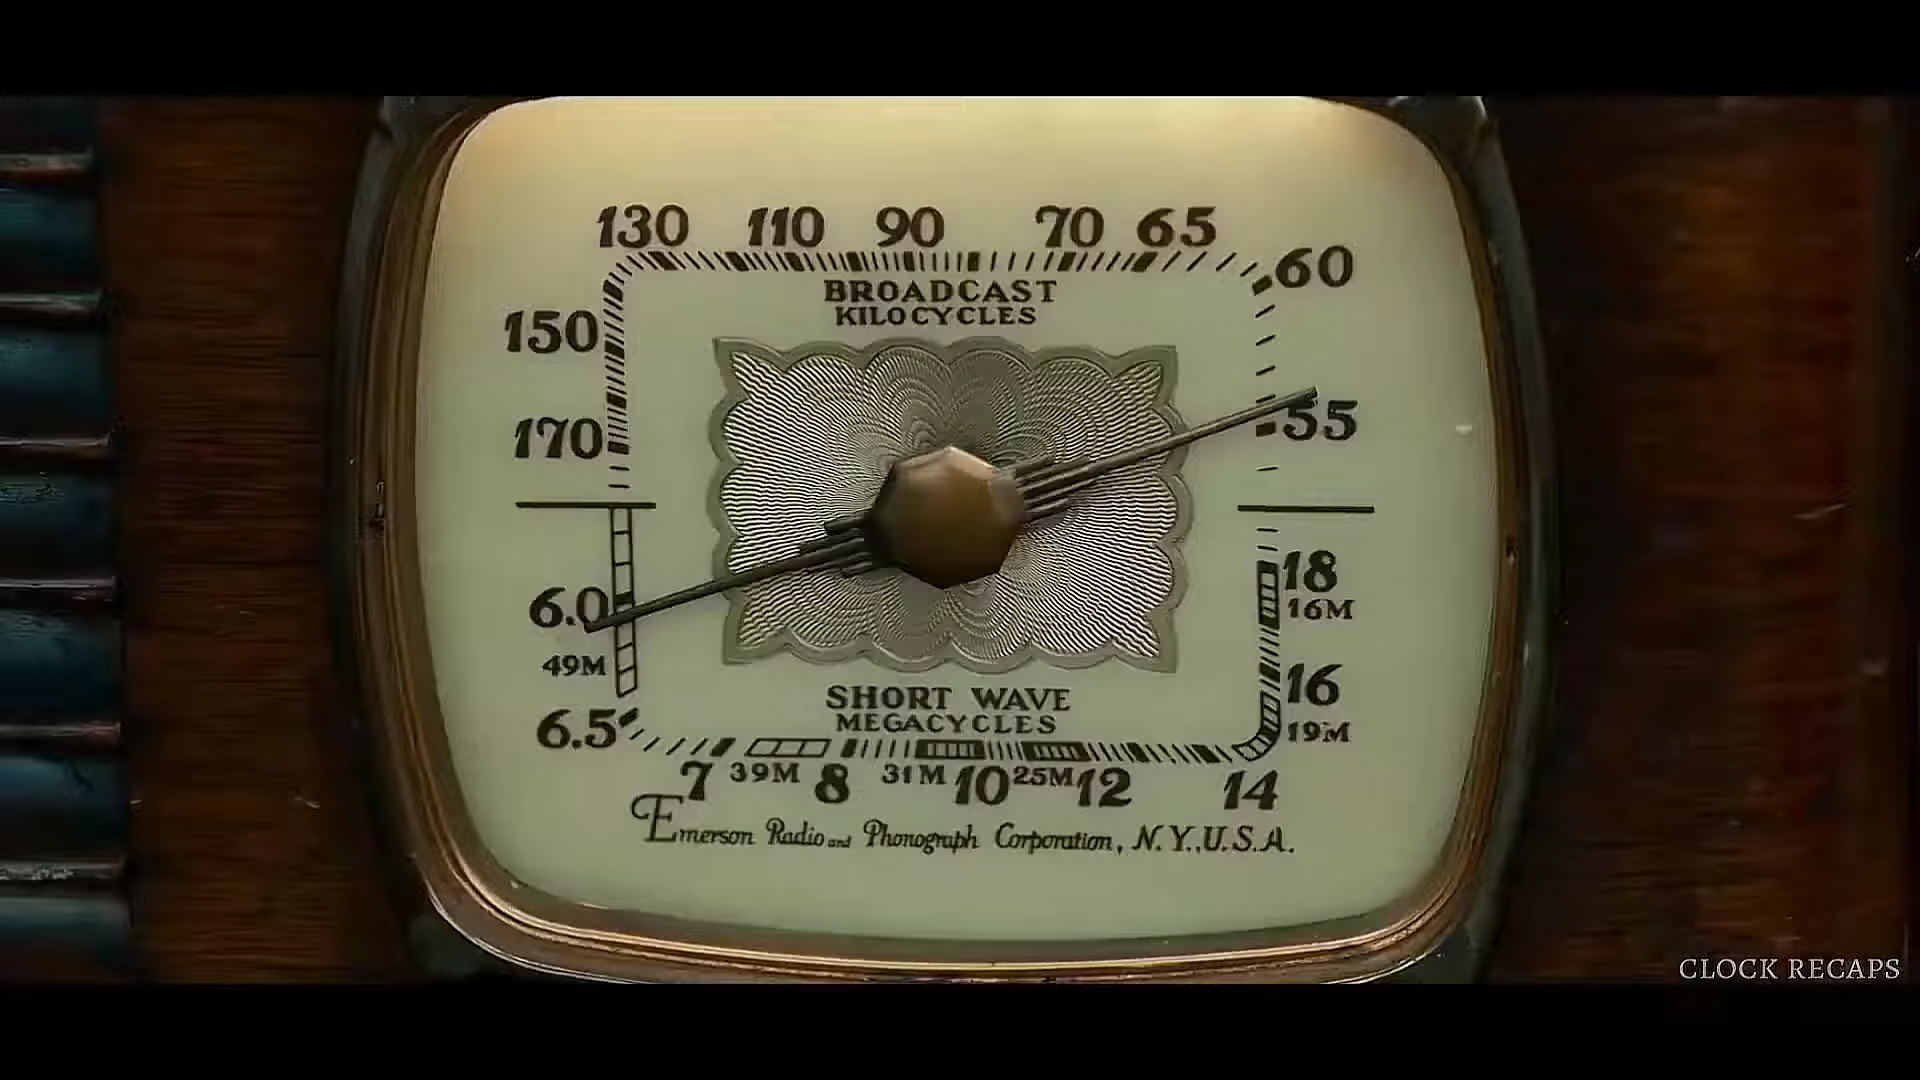 130 110 90 70 65
60
BROADCAST
KILOCYCLES
150
55
170
18
6.0
16M
49M
16
SHORT WAVE
6.5
MEGACYCLES
19M
7 39M 8 31M 10 25M 12 14
Emerson Radio and Phonograph Corporation, N.Y., U.S.A.
CLOCK RECAPS